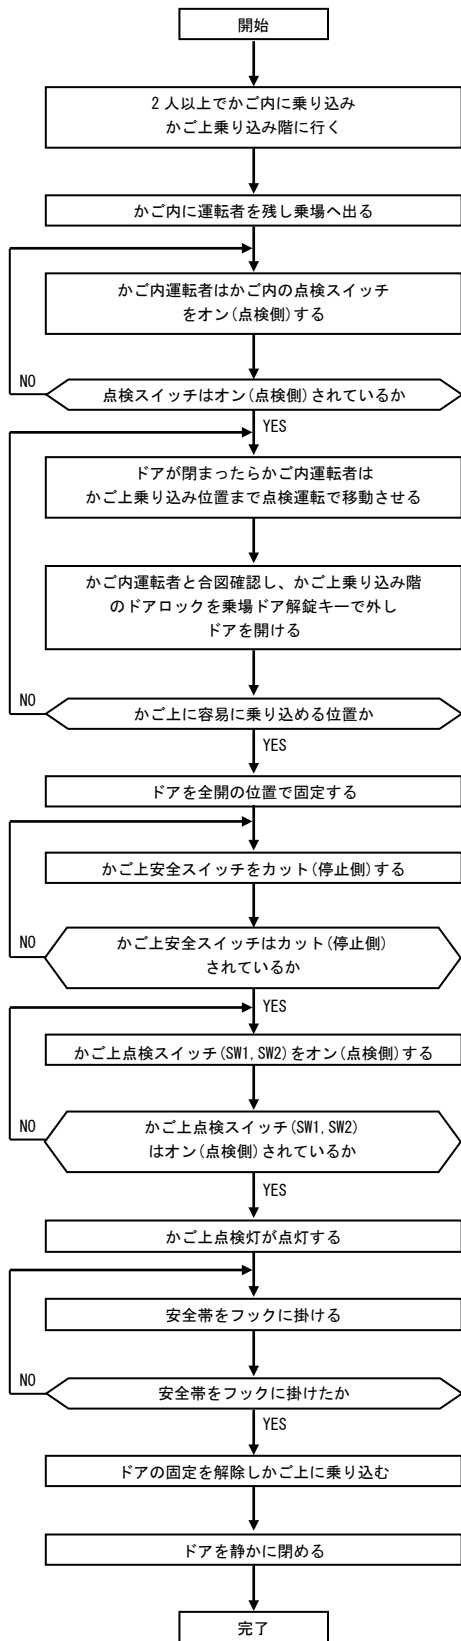 開始
2人以上でかご内に乗り込み
かご上乗り込み階に行く
かご内に運転者を残し乗場へ出る
かご内運転者はかご内の点検スイッチ
をオン(点検側)する
NO
点検スイッチはオン(点検側)されているか
YES
ドアが閉まったらかご内運転者は
かご上乗り込み位置まで点検運転で移動させる
かご内運転者と合図確認し、かご上乗り込み階
のドアロックを乗場ドア解錠キーで外し
ドアを開ける
NO
かご上に容易に乗り込める位置か
YES
ドアを全開の位置で固定する
かご上安全スイッチをカット(停止側)する
NO
かご上安全スイッチはカット(停止側)
されているか
YES
かご上点検スイッチ(SW1,SW2)をオン(点検側)する
NO
かご上点検スイッチ(SW1,SW2)
はオン(点検側)されているか
YES
かご上点検灯が点灯する
安全帯をフックに掛ける
NO
安全帯をフックに掛けたか
YES
ドアの固定を解除しかご上に乗り込む
ドアを静かに閉める
完了